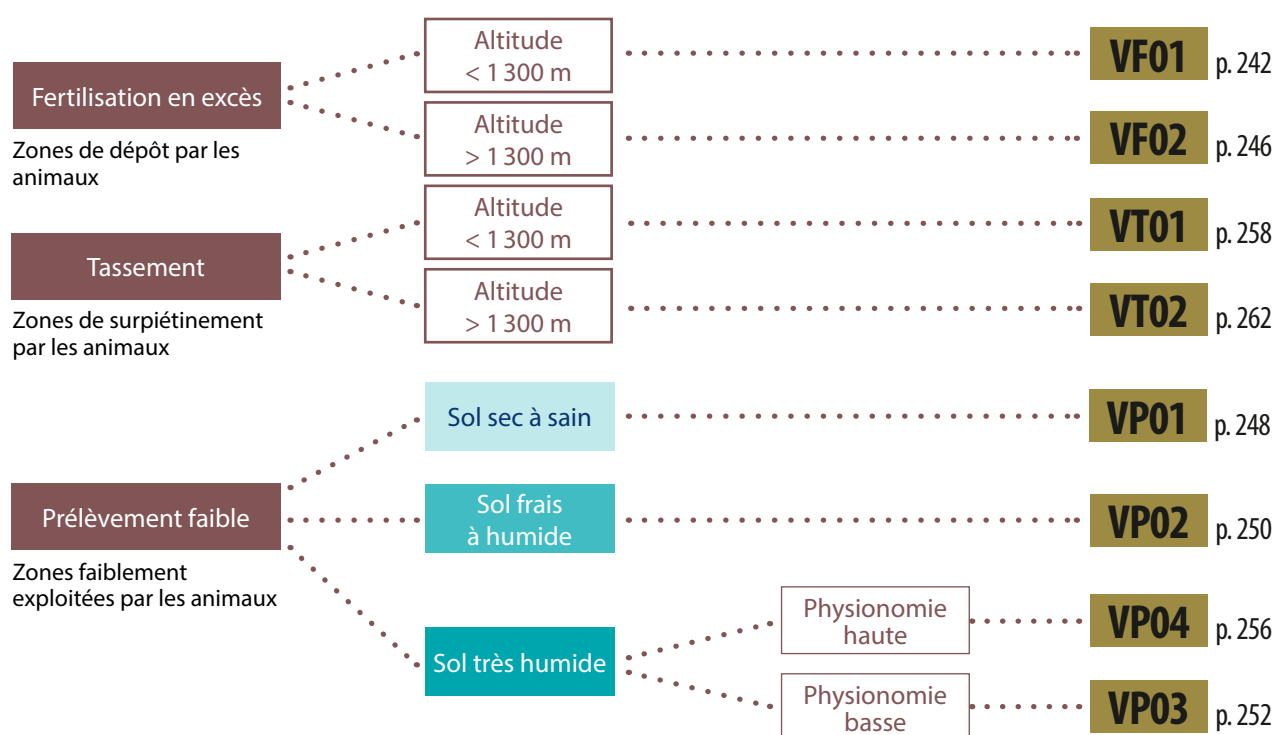 Fertilisation en excès
Zones de dépôt par les
animaux
Altitude
< 1 300 m
VF01 p. 242
Altitude
> 1 300 m
VF02 p. 246
Tassement
Zones de surpiétinement
par les animaux
Altitude
< 1 300 m
VT01 p. 258
Altitude
> 1 300 m
VT02 p. 262
Prélèvement faible
Zones faiblement
exploitées par les animaux
Sol sec à sain
VP01 p. 248
Sol frais
à humide
VP02 p. 250
Sol très humide
Physionomie
haute
VP04 p. 256
Physionomie
basse
VP03 p. 252